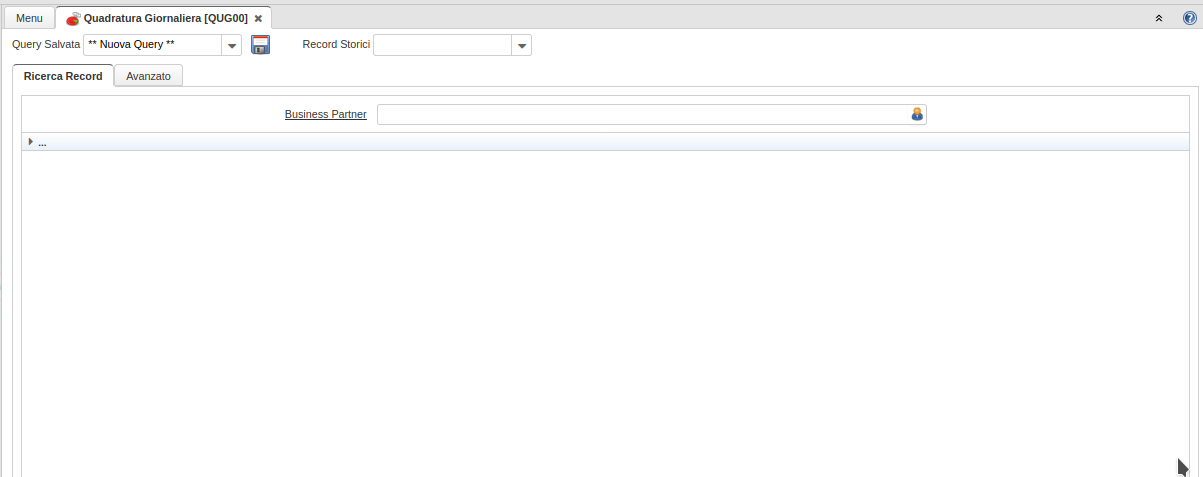 Menu
Quadratura Giornaliera [QUG00]
Query Salvata ** Nuova Query ** Record Storici
Ricerca Record Avanzato
Business Partner
...